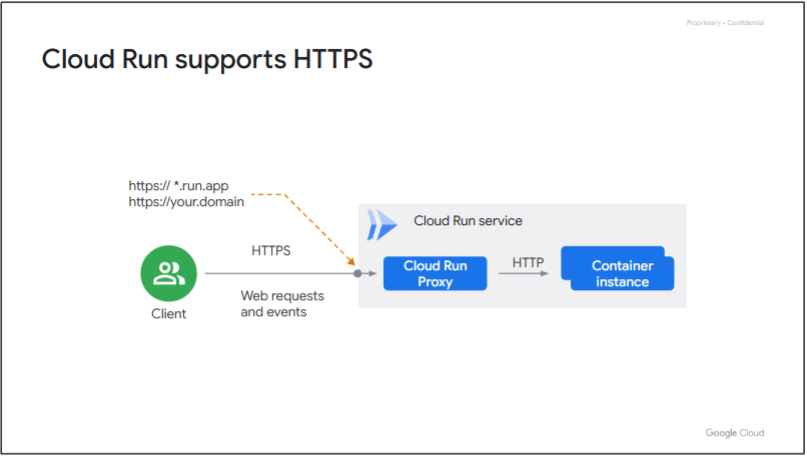 Proprietary + Confidential
Cloud Run supports HTTPS
https:// *.run.app
https://your.domain
Cloud Run service
HTTPS
Cloud Run
Proxy
HTTP
Container
instance
Web requests
and events
Client
Google Cloud